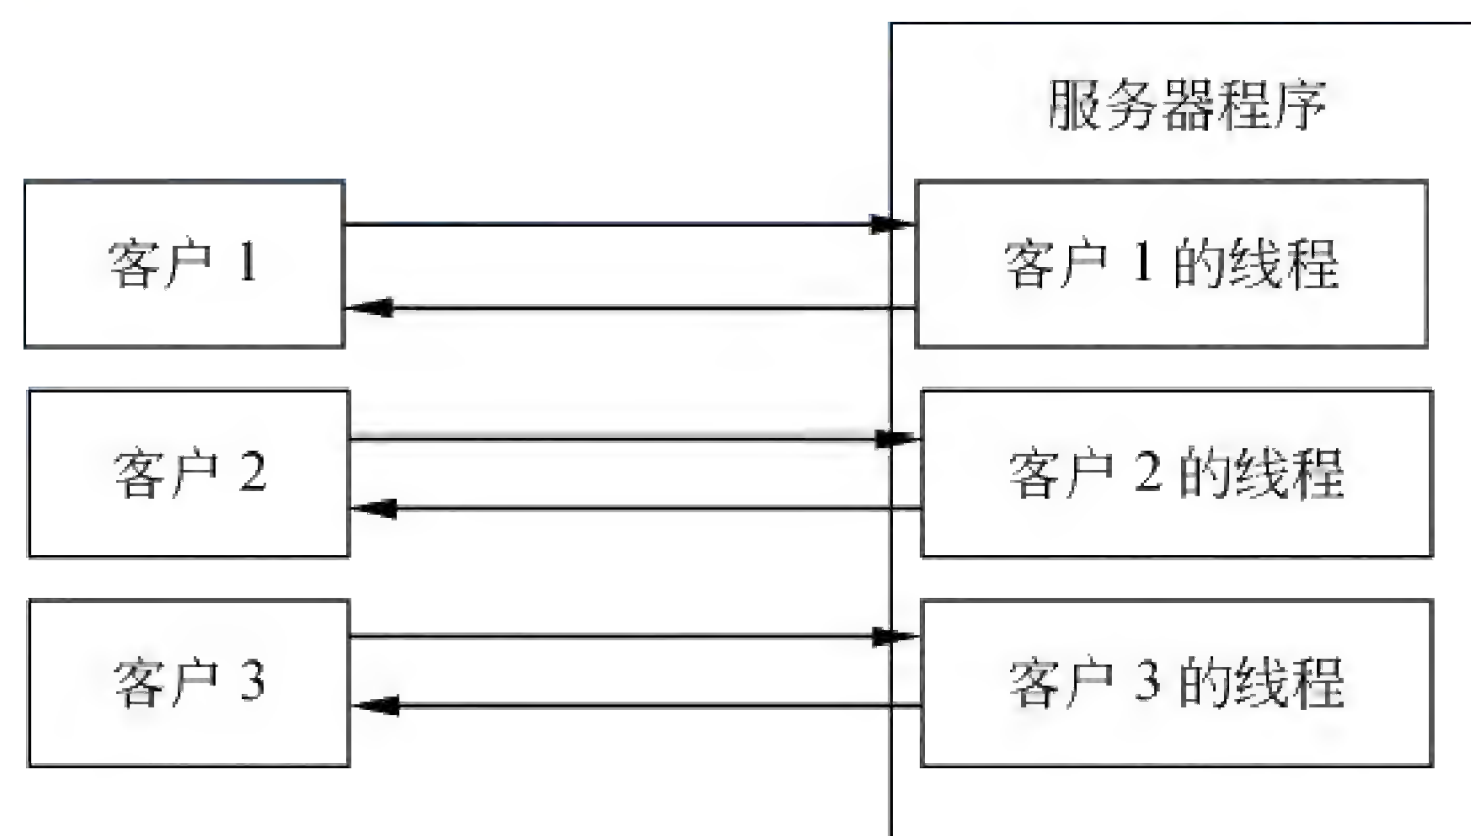 服务器程序
客户 1
客户 1 的线程
客户 2
客户 2 的线程
客户 3
客户 3 的线程